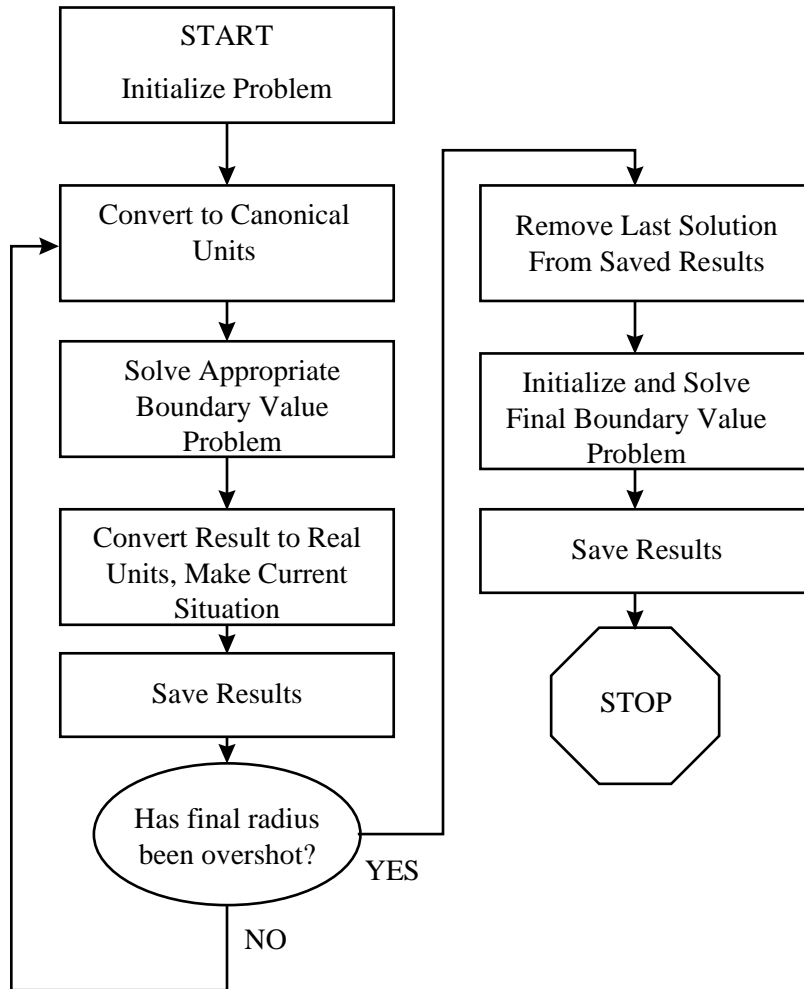 START
Initialize Problem
Convert to Canonical
Units
Solve Appropriate
Boundary Value
Problem
Convert Result to Real
Units, Make Current
Situation
Save Results
Has final radius
been overshot?
YES
NO
Remove Last Solution
From Saved Results
Initialize and Solve
Final Boundary Value
Problem
Save Results
STOP